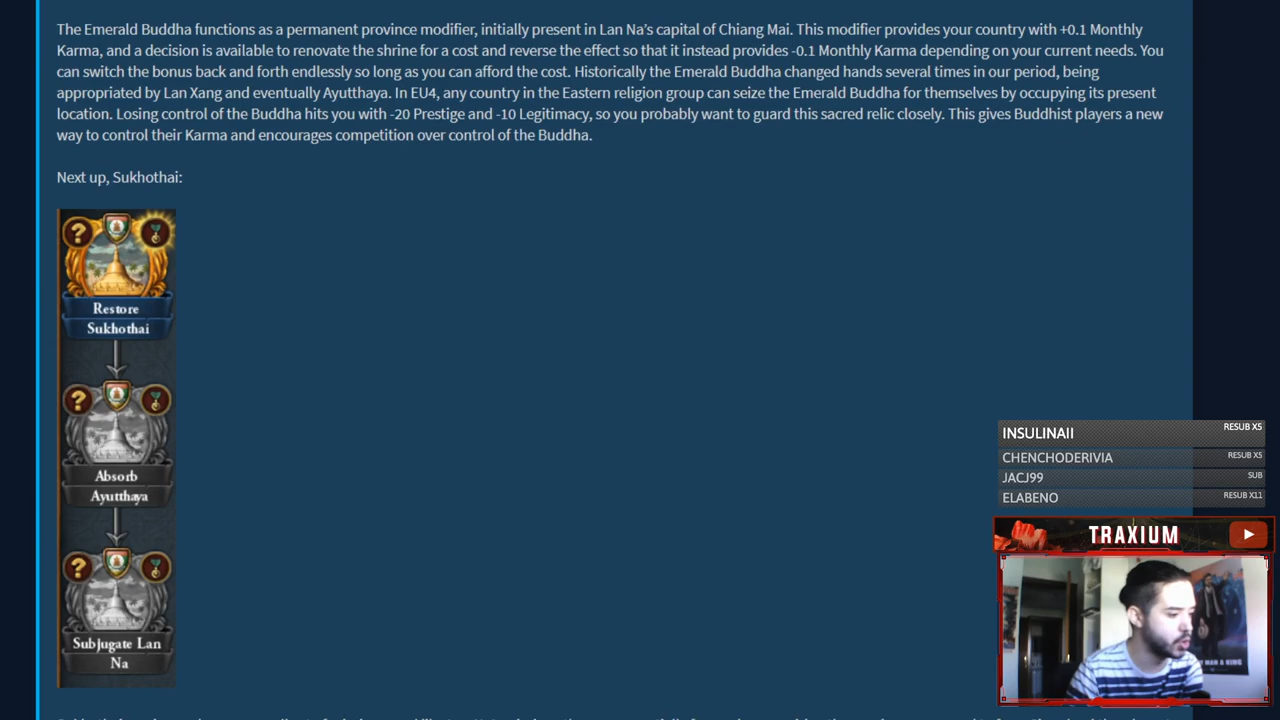 The Emerald Buddha functions as a permanent province modifier, initially present in Lan Na’s capital of Chiang Mai. This modifier provides your country with +0.1 Monthly
Karma, and a decision is available to renovate the shrine for a cost and reverse the effect so that it instead provides -0.1 Monthly Karma depending on your current needs. You
can switch the bonus back and forth endlessly so long as you can afford the cost. Historically the Emerald Buddha changed hands several times in our period, being
appropriated by Lan Xang and eventually Ayutthaya. In EU4, any country in the Eastern religion group can seize the Emerald Buddha for themselves by occupying its present
location. Losing control of the Buddha hits you with -20 Prestige and -10 Legitimacy, so you probably want to guard this sacred relic closely. This gives Buddhist players a new
way to control their Karma and encourages competition over control of the Buddha.
Next up, Sukhothai:
?
Restore
Sukhothai
?
Absorb
Ayutthaya
?
Subjugate Lan
Na
INSULINAII RESUB X5
CHENCHODERIVIA RESUB X5
JACJ99 SUB
ELABENO RESUB X11
TRAXIUM